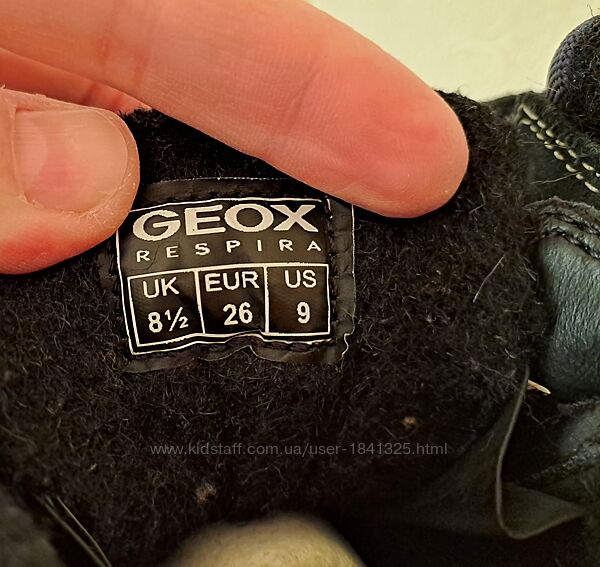 GEOX
RESPIRA
UK EUR US
8½ 26 9
www.kidstaff.com.ua/user-1841325.html